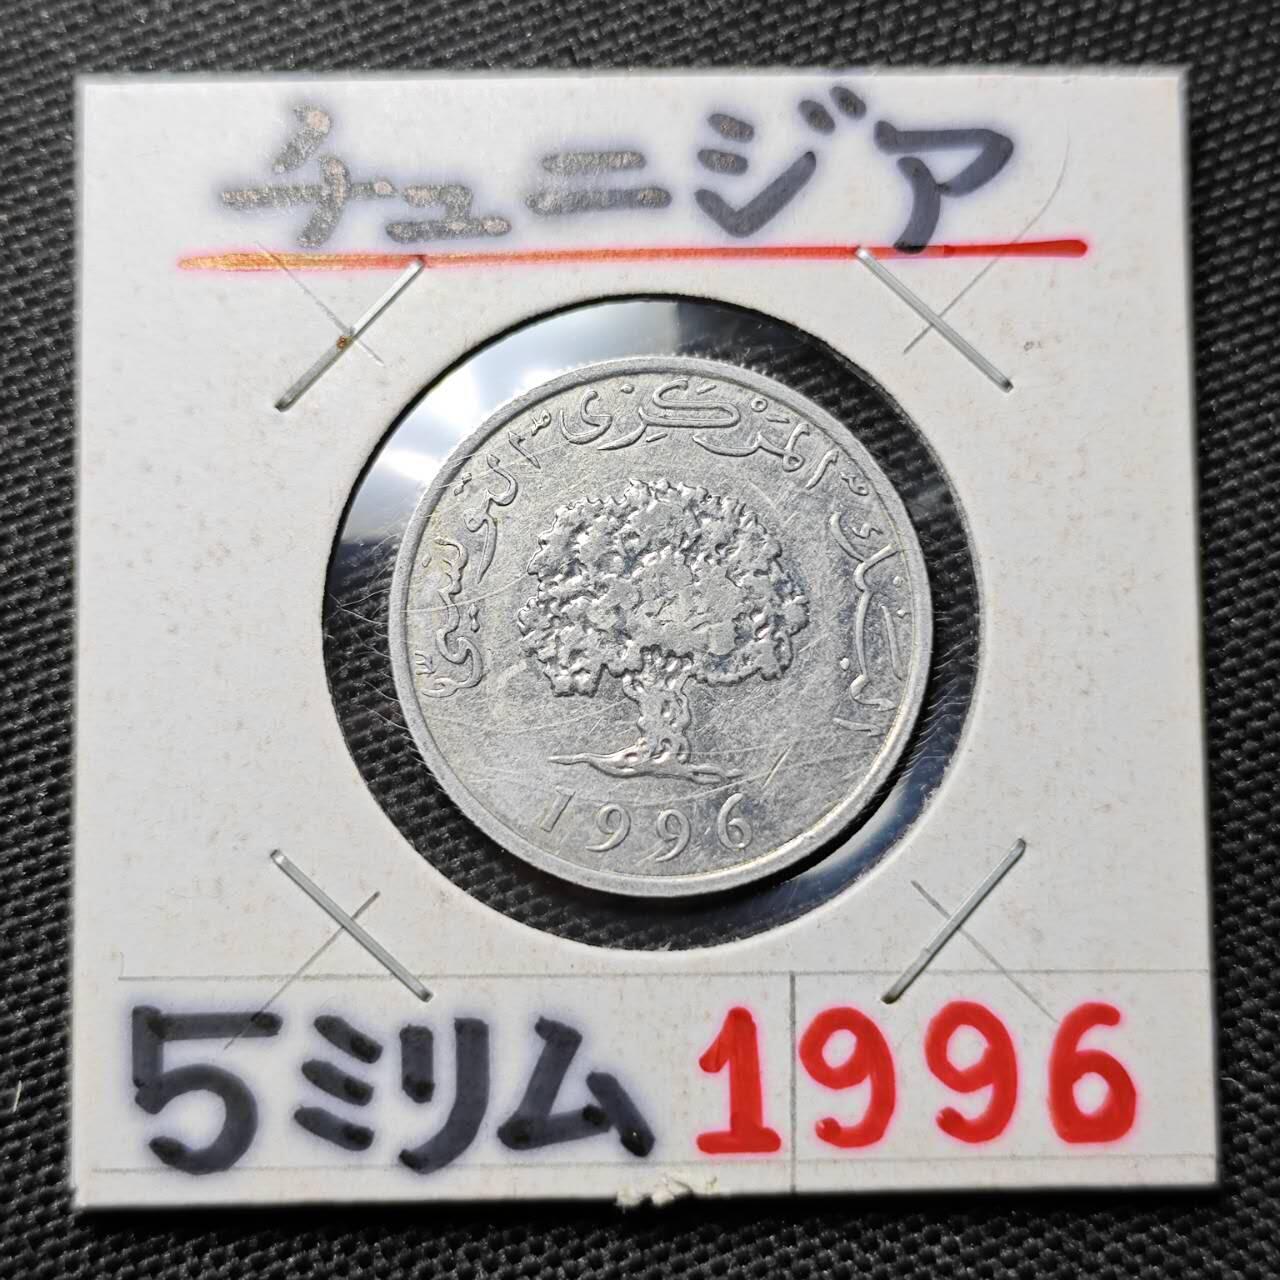 チュニジア
البنك المركزي التونسي
1996
5ミリム 1996